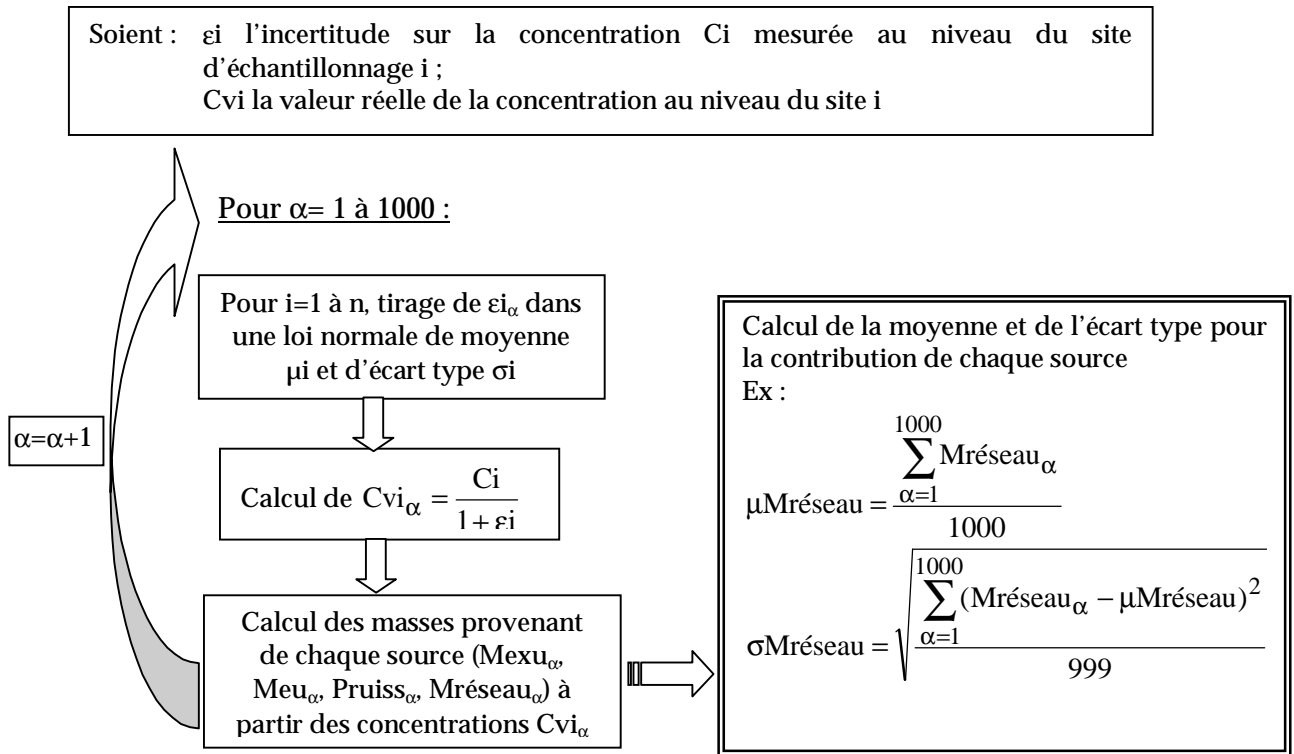 Soient : εi l'incertitude sur la concentration Ci mesurée au niveau du site
d'échantillonnage i ;
Cvi la valeur réelle de la concentration au niveau du site i
Pour α= 1 à 1000 :
Pour i=1 à n, tirage de εiα dans
une loi normale de moyenne
μi et d'écart type σi
α=α+1
Calcul de Cviα = Ci / (1 + εi)
Calcul des masses provenant
de chaque source (Mexuα,
Meuα, Pruissα, Mréseauα) à
partir des concentrations Cviα
Calcul de la moyenne et de l'écart type pour
la contribution de chaque source
Ex :
μMréseau = ∑_{α=1}^{1000} Mréseauα / 1000
σMréseau = √(∑_{α=1}^{1000} (Mréseauα − μMréseau)² / 999)